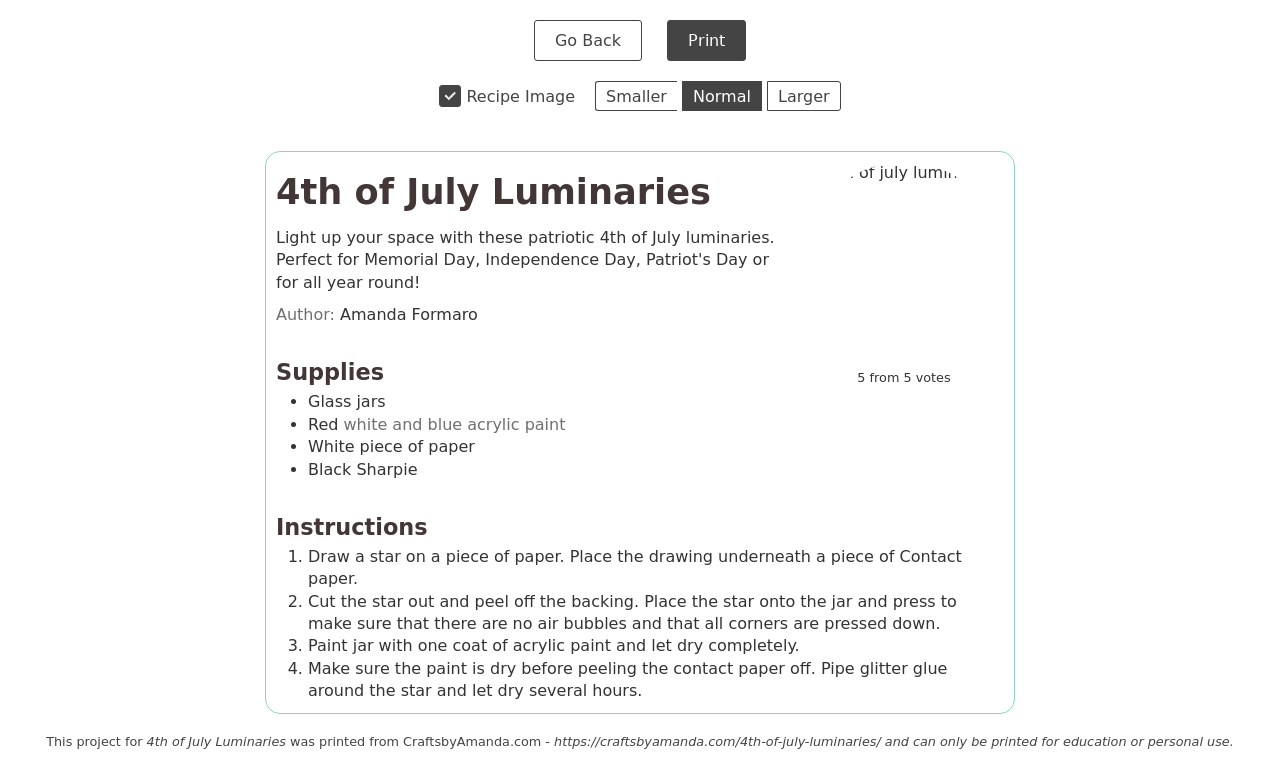 Go Back
Print
Recipe Image
Smaller
Normal
Larger
of july
4th of July Luminaries
Light up your space with these patriotic 4th of July luminaries.
Perfect for Memorial Day, Independence Day, Patriot's Day or
for all year round!
Author: Amanda Formaro
Supplies
5 from 5 votes
• Glass jars
• Red white and blue acrylic paint
• White piece of paper
• Black Sharpie
Instructions
1. Draw a star on a piece of paper. Place the drawing underneath a piece of Contact
paper.
2. Cut the star out and peel off the backing. Place the star onto the jar and press to
make sure that there are no air bubbles and that all corners are pressed down.
3. Paint jar with one coat of acrylic paint and let dry completely.
4. Make sure the paint is dry before peeling the contact paper off. Pipe glitter glue
around the star and let dry several hours.
This project for 4th of July Luminaries was printed from CraftsbyAmanda.com - https://craftsbyamanda.com/4th-of-july-luminaries/ and can only be printed for education or personal use.